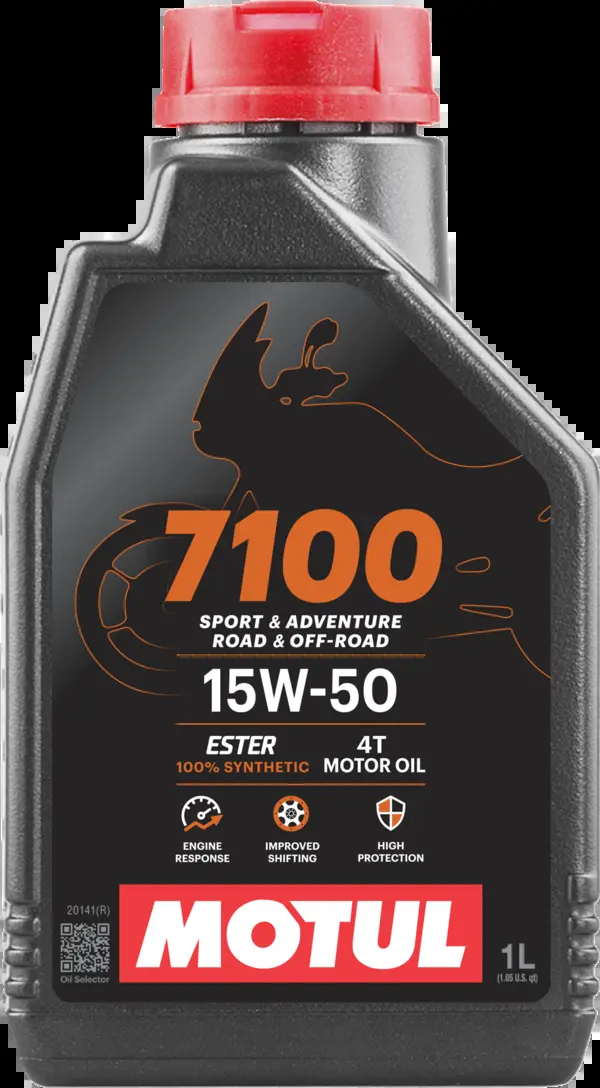 7100
SPORT & ADVENTURE
ROAD & OFF-ROAD
15W-50
ESTER
100% SYNTHETIC
4T
MOTOR OIL
ENGINE
RESPONSE
IMPROVED
SHIFTING
HIGH
PROTECTION
20141(R)
Oil Selector
MOTUL
1L
(1.05 U.S. qt)